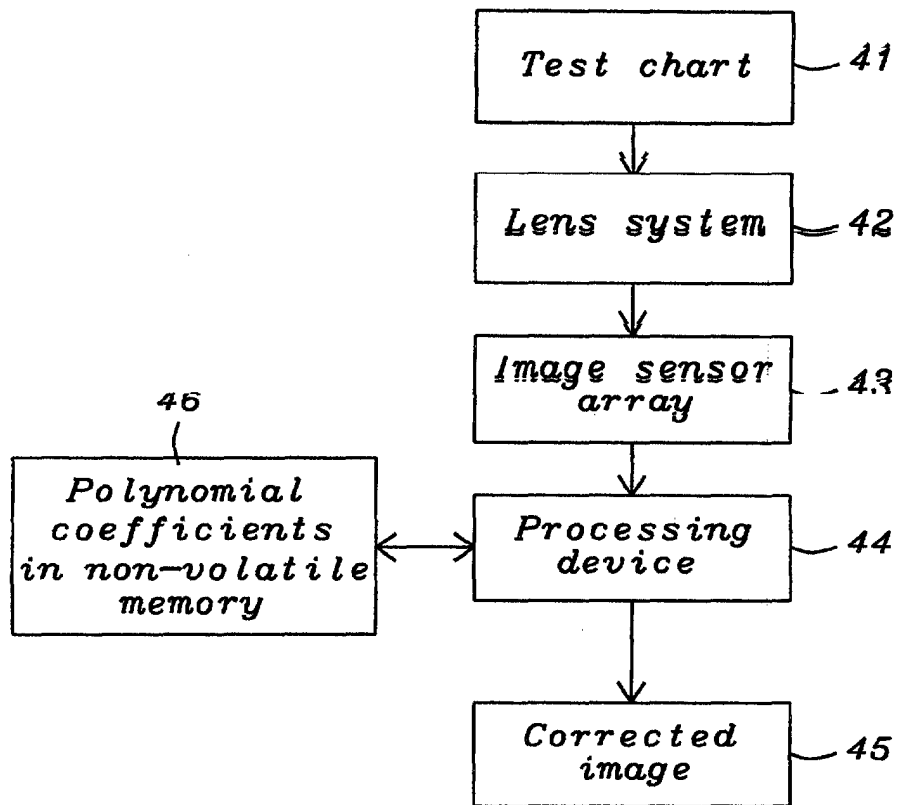 Test chart
41
Lens system
42
Image sensor
array
43
46
Polynomial
coefficients
in non-volatile
memory
Processing
device
44
Corrected
image
45